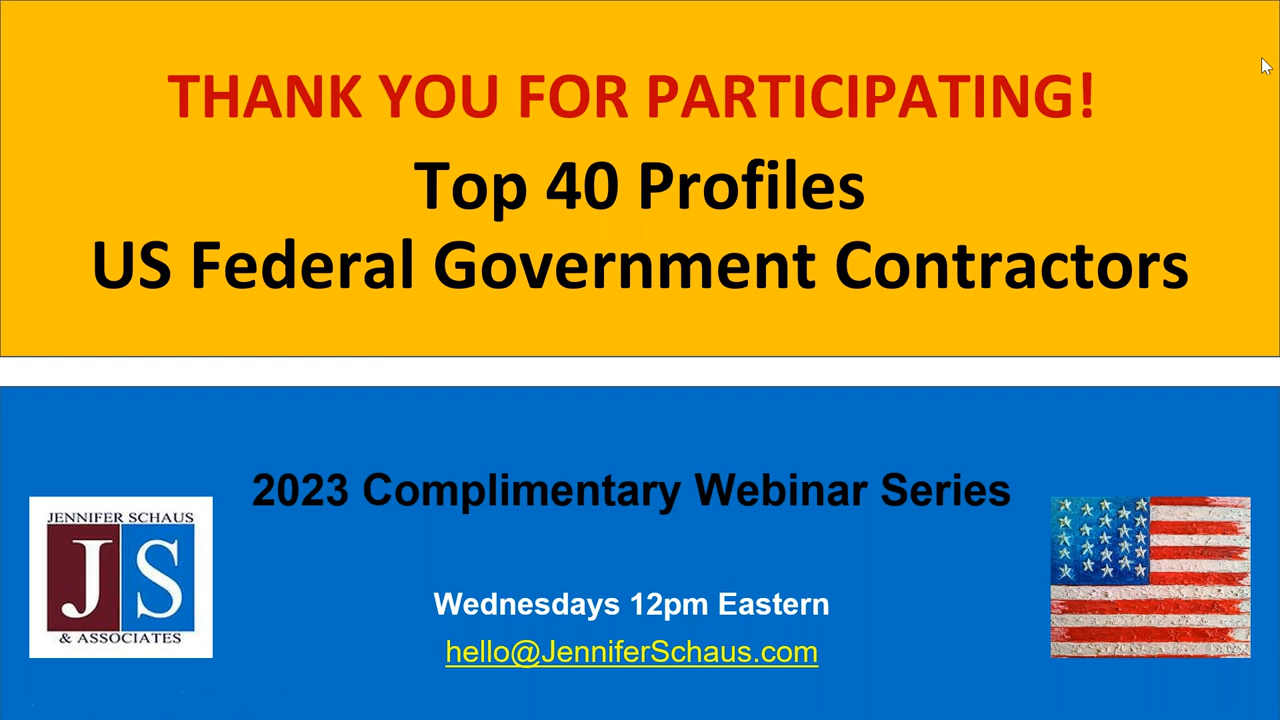 THANK YOU FOR PARTICIPATING!
Top 40 Profiles
US Federal Government Contractors
2023 Complimentary Webinar Series
JENNIFER SCHAUS
JS
& ASSOCIATES
Wednesdays 12pm Eastern
hello@JenniferSchaus.com